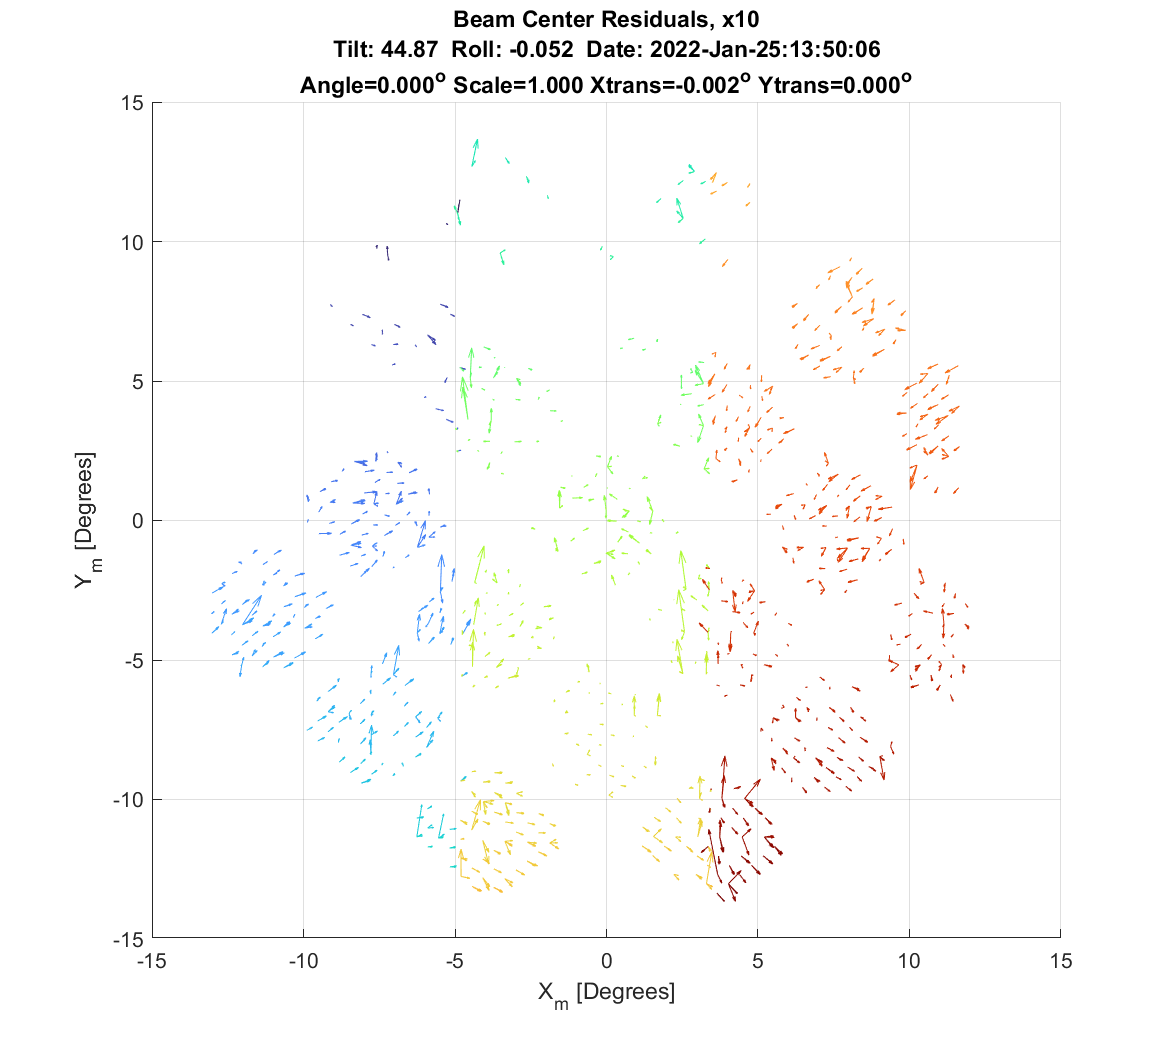 Beam Center Residuals, x10
Tilt: 44.87  Roll: -0.052  Date: 2022-Jan-25:13:50:06
Angle=0.000° Scale=1.000 Xtrans=-0.002° Ytrans=0.000°
15
10
5
0
-5
-10
-15
Y_m [Degrees]
-15 -10 -5 0 5 10 15
X_m [Degrees]